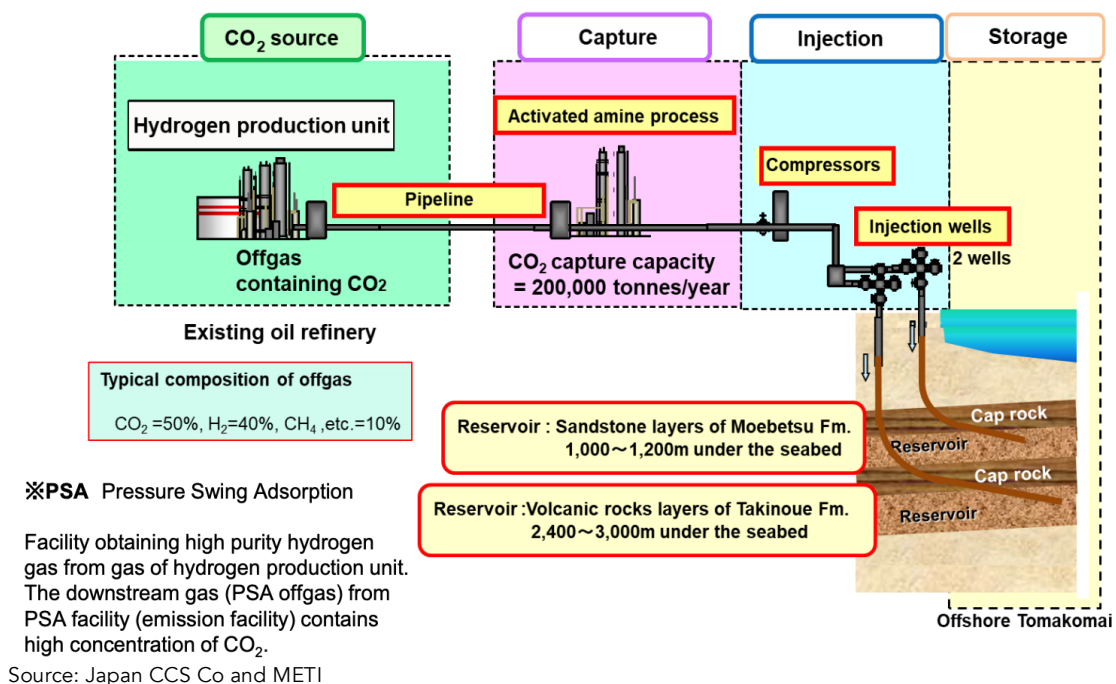 CO₂ source
Capture
Injection
Storage
Hydrogen production unit
Activated amine process
Compressors
Pipeline
Injection wells
2 wells
Offgas
containing CO₂
CO₂ capture capacity
= 200,000 tonnes/year
Existing oil refinery
Typical composition of offgas
CO₂ =50%, H₂=40%, CH₄ ,etc.=10%
Reservoir : Sandstone layers of Moebetsu Fm.
1,000～1,200m under the seabed
Cap rock
Reservoir
Cap rock
Reservoir
Reservoir :Volcanic rocks layers of Takinoue Fm.
2,400～3,000m under the seabed
※PSA Pressure Swing Adsorption
Facility obtaining high purity hydrogen
gas from gas of hydrogen production unit.
The downstream gas (PSA offgas) from
PSA facility (emission facility) contains
high concentration of CO₂.
Offshore Tomakomai
Source: Japan CCS Co and METI